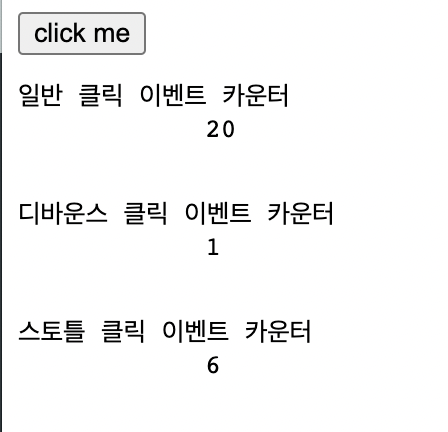 click me
일반 클릭 이벤트 카운터
20
디바운스 클릭 이벤트 카운터
1
스토틀 클릭 이벤트 카운터
6